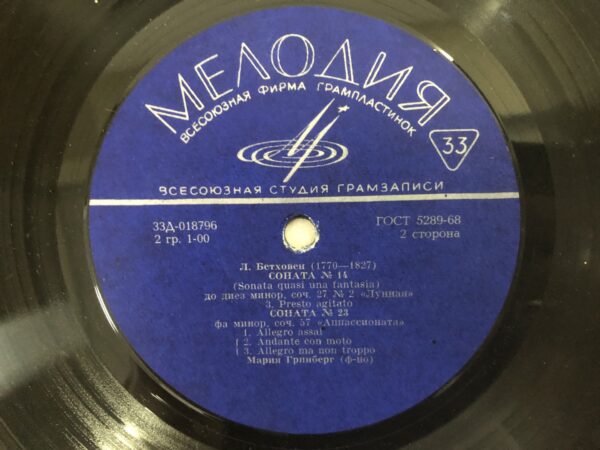 МЕЛОДИЯ
ВСЕСОЮЗНАЯ ФИРМА ГРАМПЛАСТИНОК
33
ВСЕСОЮЗНАЯ СТУДИЯ ГРАМЗАПИСИ
33Д-018796
ГОСТ 5289-68
2 гр. 1-00
2 сторона
Л. Бетховен (1770—1827)
СОНАТА № 14
(Sonata quasi una fantasia)
до диез минор, соч. 27 № 2 «Лунная»
3. Presto agitato
СОНАТА № 23
фа минор, соч. 57 «Аппассионата»
1. Allegro assai
2. Andante con moto
3. Allegro ma non troppo
Мария Гринберг (ф-но)